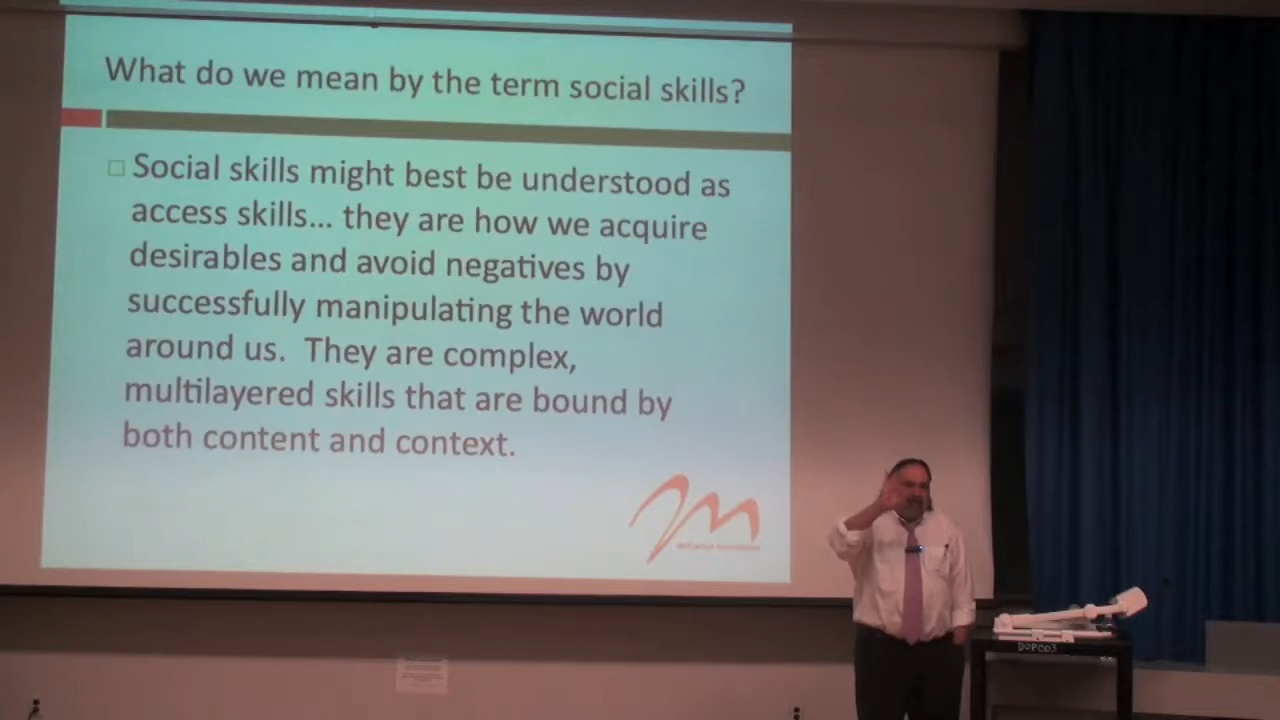 What do we mean by the term social skills?
Social skills might best be understood as
access skills... they are how we acquire
desirables and avoid negatives by
successfully manipulating the world
around us.  They are complex,
multilayered skills that are bound by
both content and context.